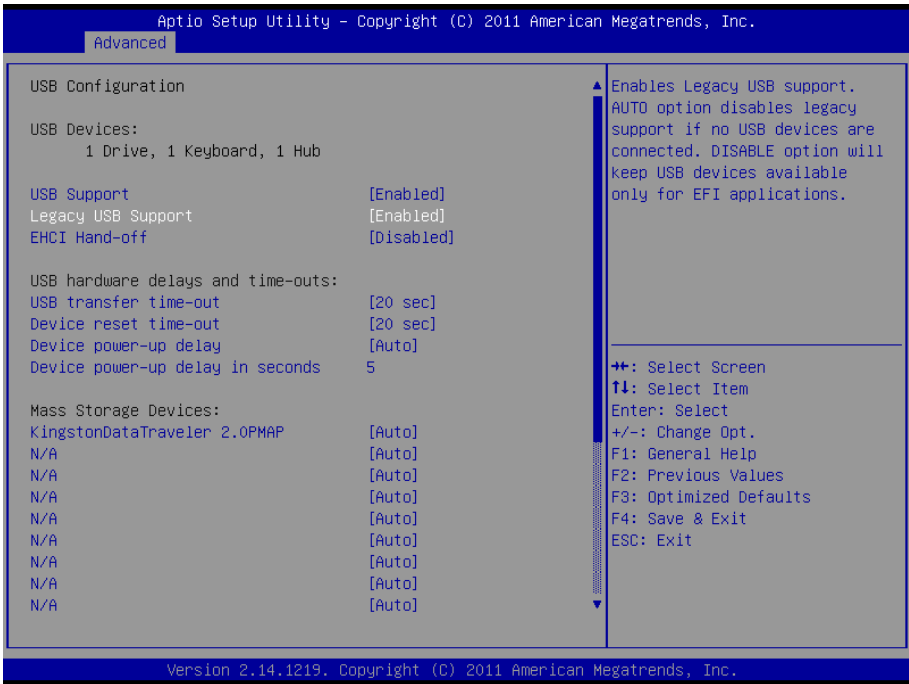 Aptio Setup Utility – Copyright (C) 2011 American Megatrends, Inc.
Advanced
USB Configuration
USB Devices:
1 Drive, 1 Keyboard, 1 Hub
USB Support [Enabled]
Legacy USB Support [Enabled]
EHCI Hand-off [Disabled]
USB hardware delays and time-outs:
USB transfer time-out [20 sec]
Device reset time-out [20 sec]
Device power-up delay [Auto]
Device power-up delay in seconds 5
Mass Storage Devices:
KingstonDataTraveler 2.0PMAP [Auto]
N/A [Auto]
N/A [Auto]
N/A [Auto]
N/A [Auto]
N/A [Auto]
N/A [Auto]
N/A [Auto]
N/A [Auto]
Enables Legacy USB support.
AUTO option disables legacy
support if no USB devices are
connected. DISABLE option will
keep USB devices available
only for EFI applications.
→←: Select Screen
↑↓: Select Item
Enter: Select
+/-: Change Opt.
F1: General Help
F2: Previous Values
F3: Optimized Defaults
F4: Save & Exit
ESC: Exit
Version 2.14.1219. Copyright (C) 2011 American Megatrends, Inc.